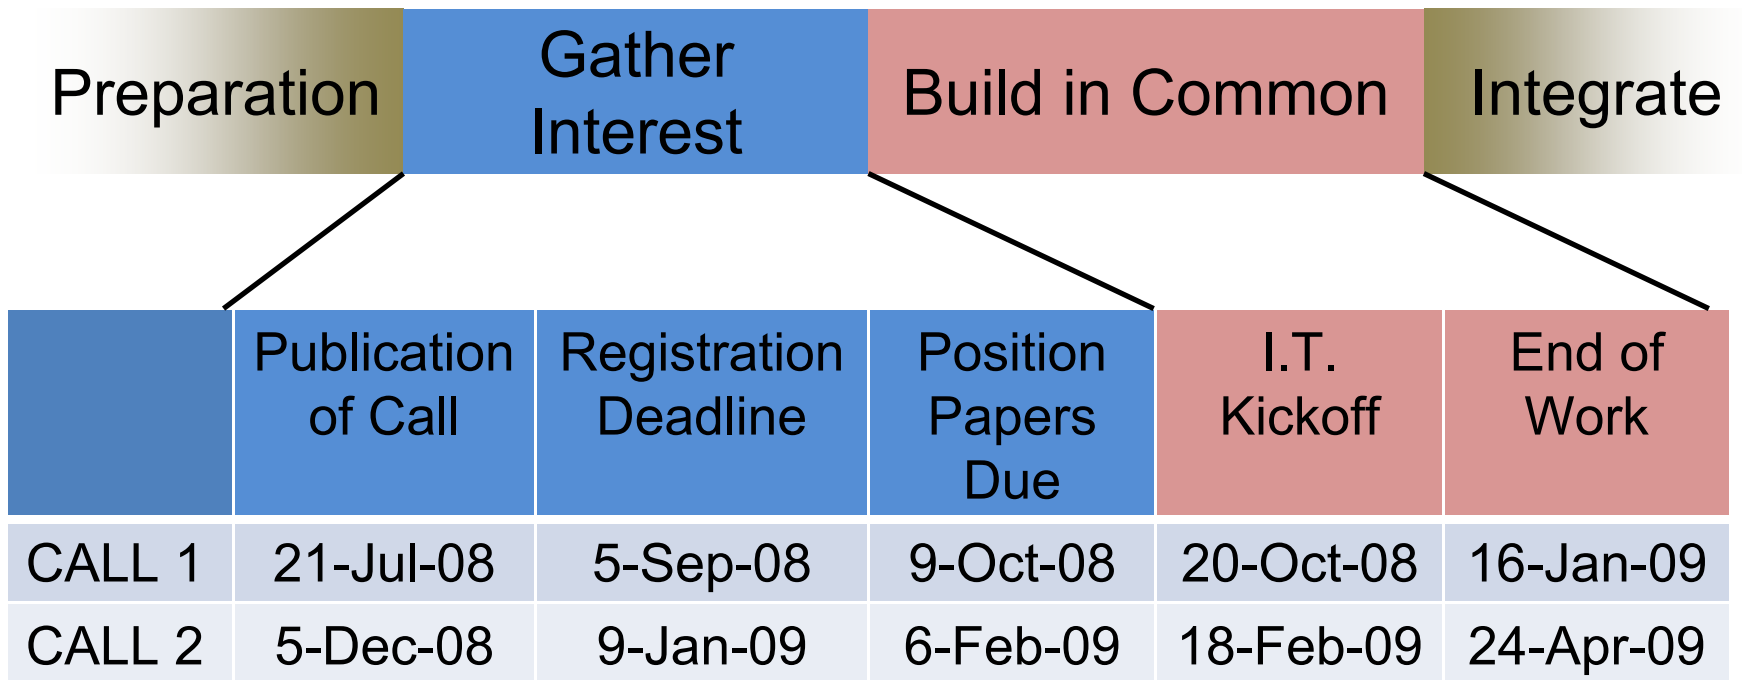 Preparation
Gather
Interest
Build in Common
Integrate
Publication
of Call
Registration
Deadline
Position
Papers
Due
I.T.
Kickoff
End of
Work
CALL 1 21-Jul-08 5-Sep-08 9-Oct-08 20-Oct-08 16-Jan-09
CALL 2 5-Dec-08 9-Jan-09 6-Feb-09 18-Feb-09 24-Apr-09